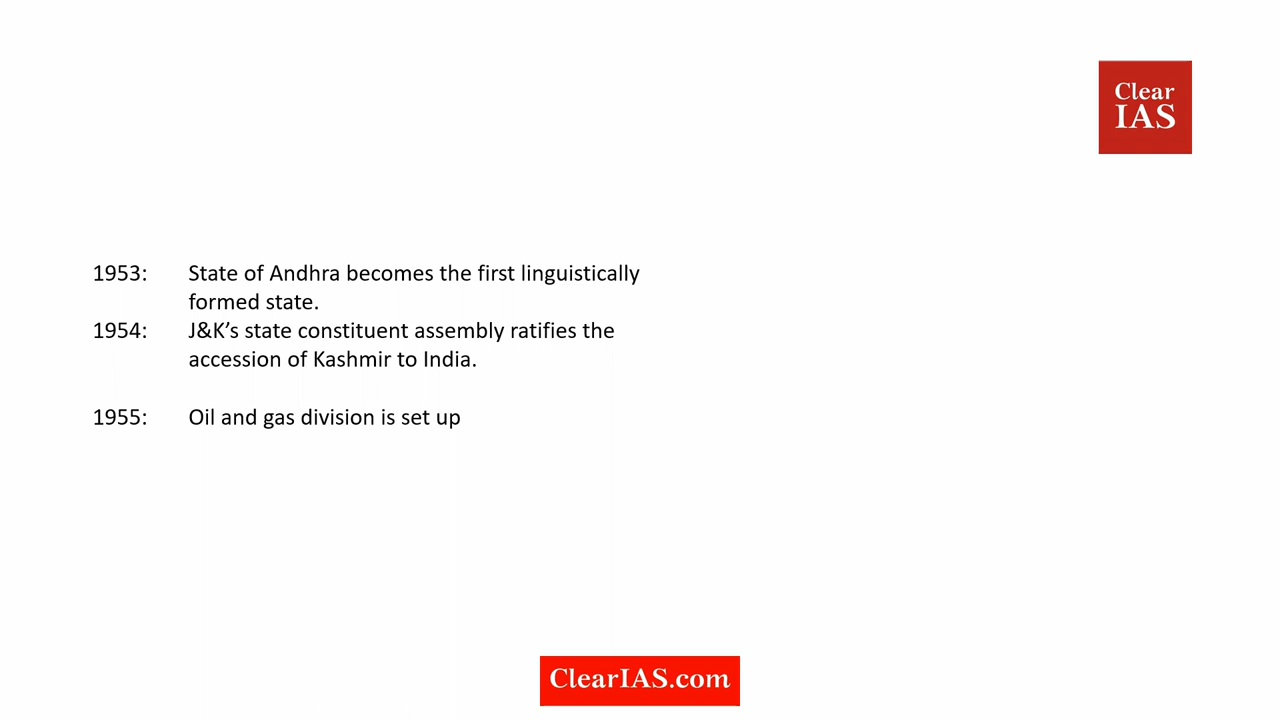 Clear
IAS
1953: State of Andhra becomes the first linguistically
formed state.
1954: J&K’s state constituent assembly ratifies the
accession of Kashmir to India.
1955: Oil and gas division is set up
ClearIAS.com